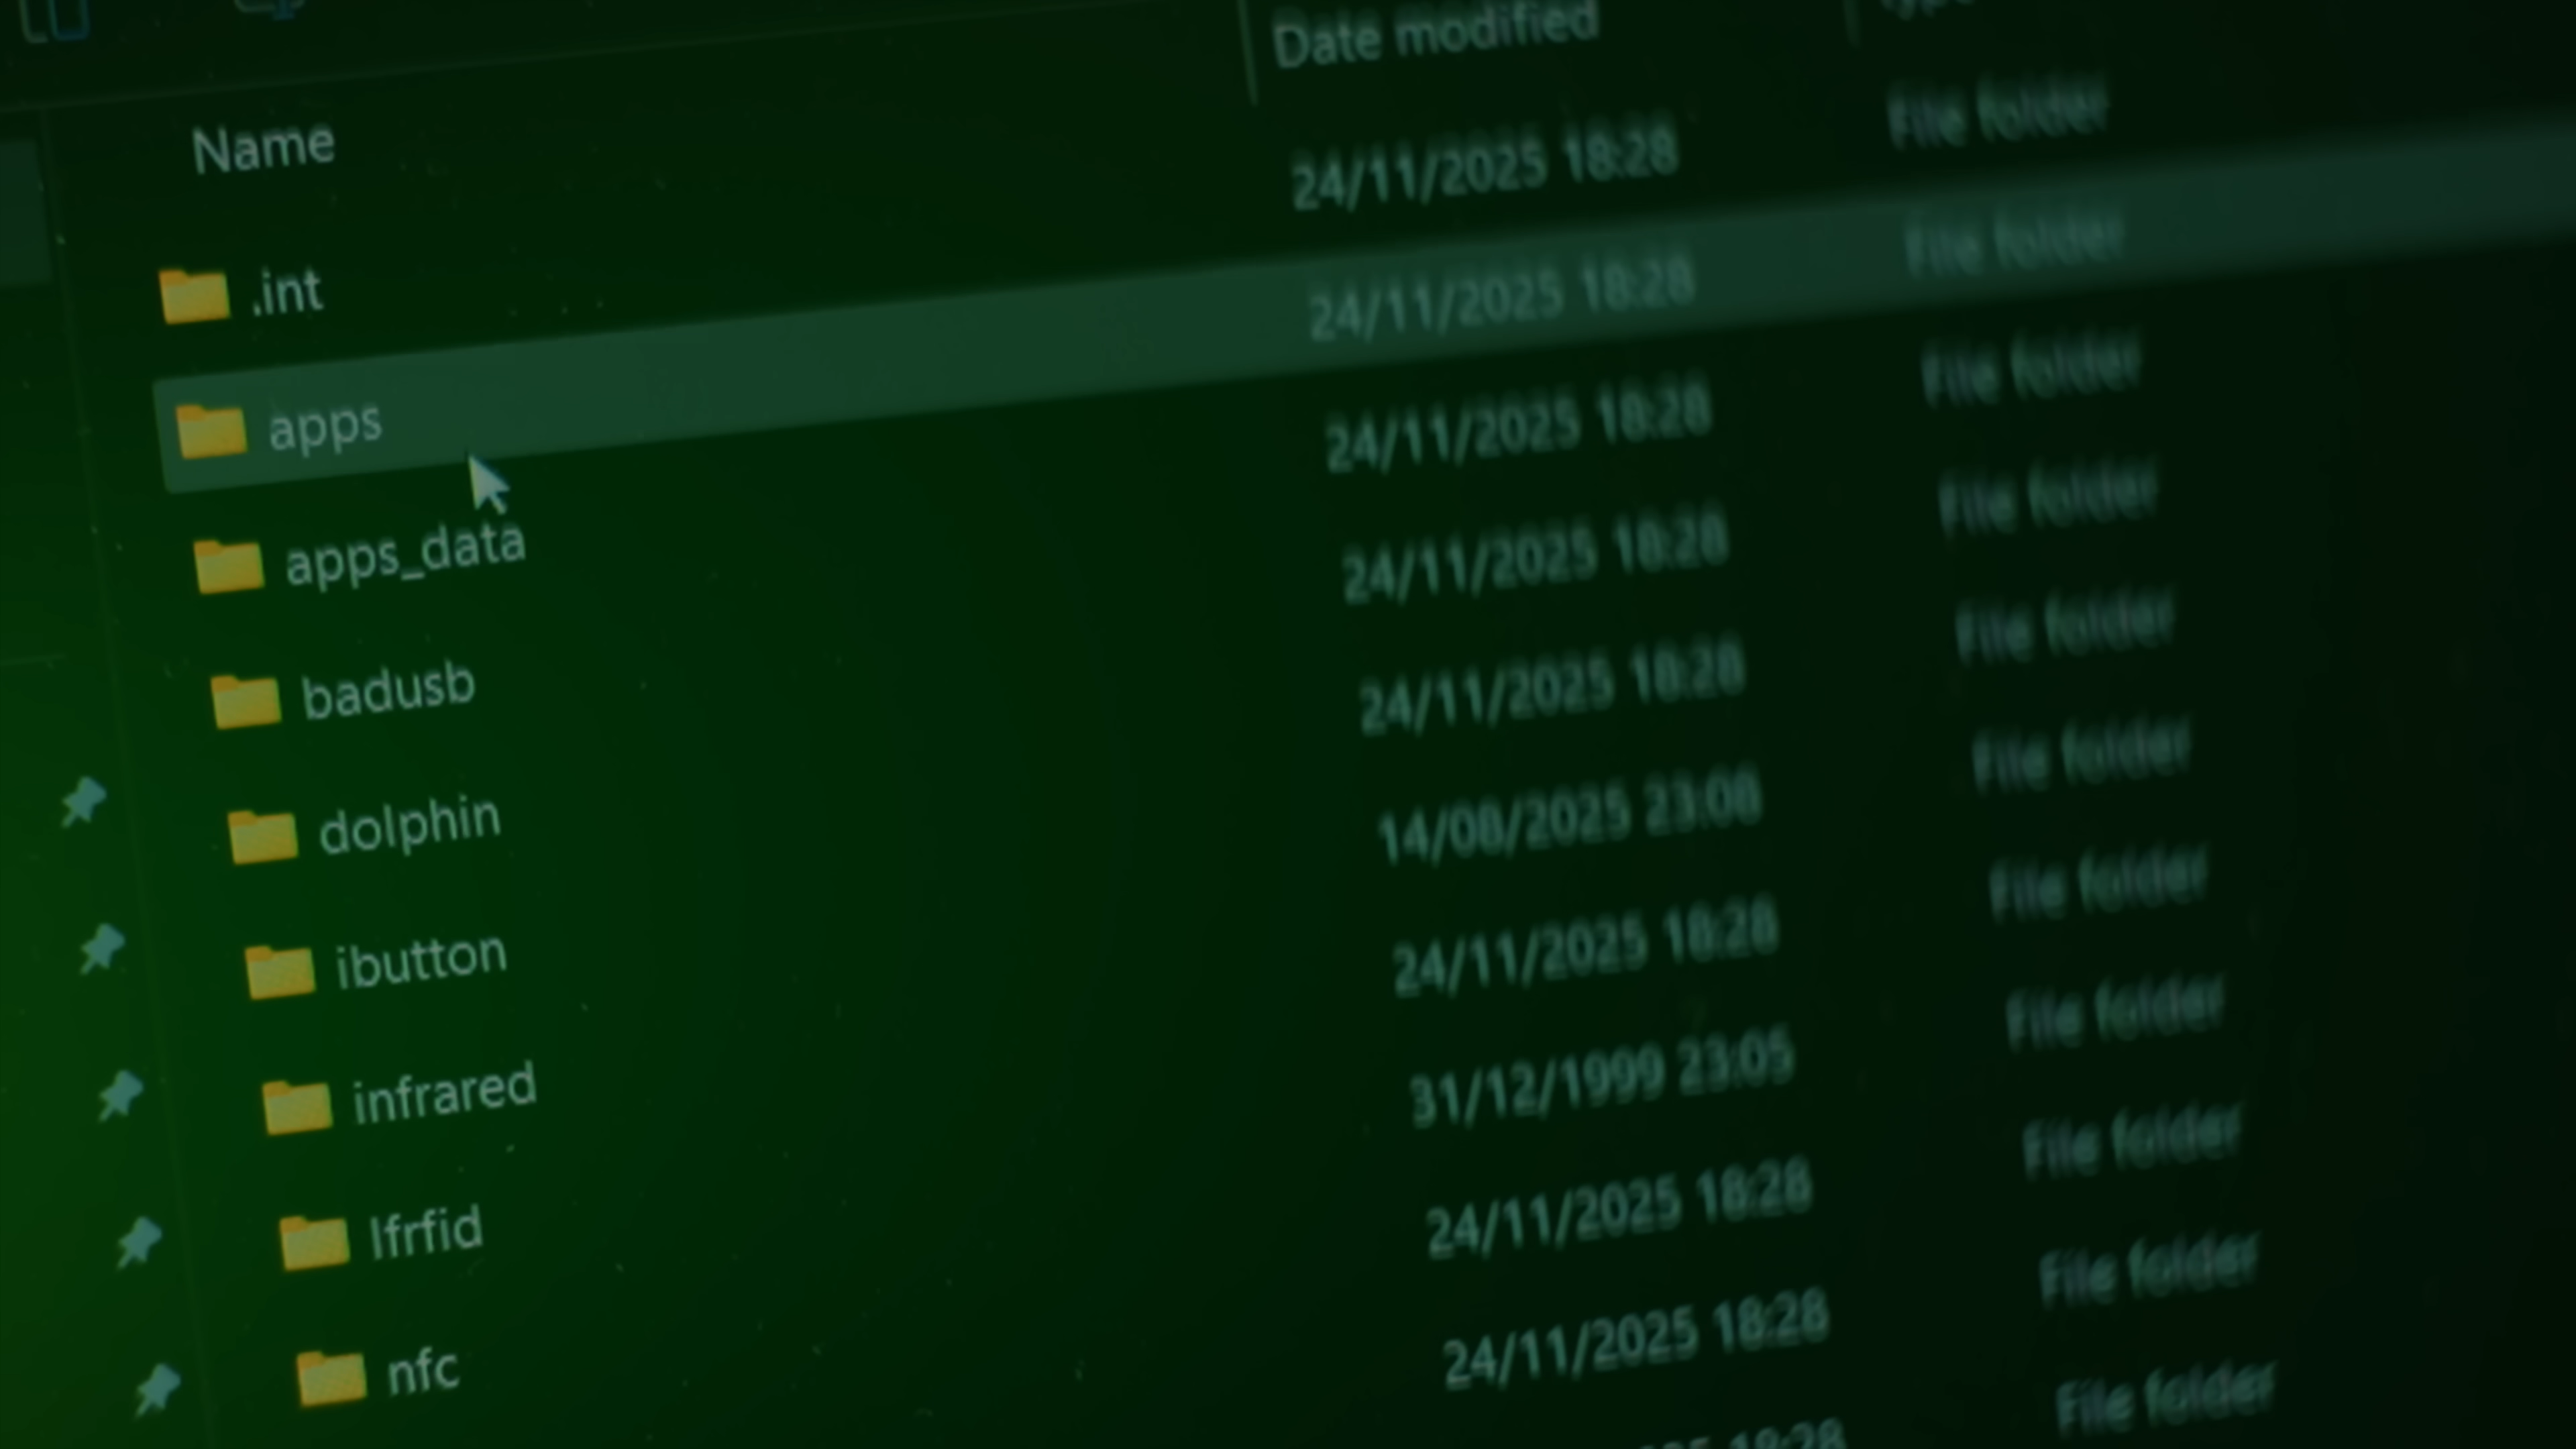 Name Date modified
.int 24/11/2025 18:28 File folder
apps 24/11/2025 18:28 File folder
apps_data 24/11/2025 18:28 File folder
badusb 24/11/2025 18:28 File folder
dolphin 24/11/2025 18:28 File folder
ibutton 14/08/2025 23:08 File folder
infrared 24/11/2025 18:28 File folder
lfrfid 31/12/1999 23:05 File folder
nfc 24/11/2025 18:28 File folder
24/11/2025 18:28 File folder
18:28 File folder